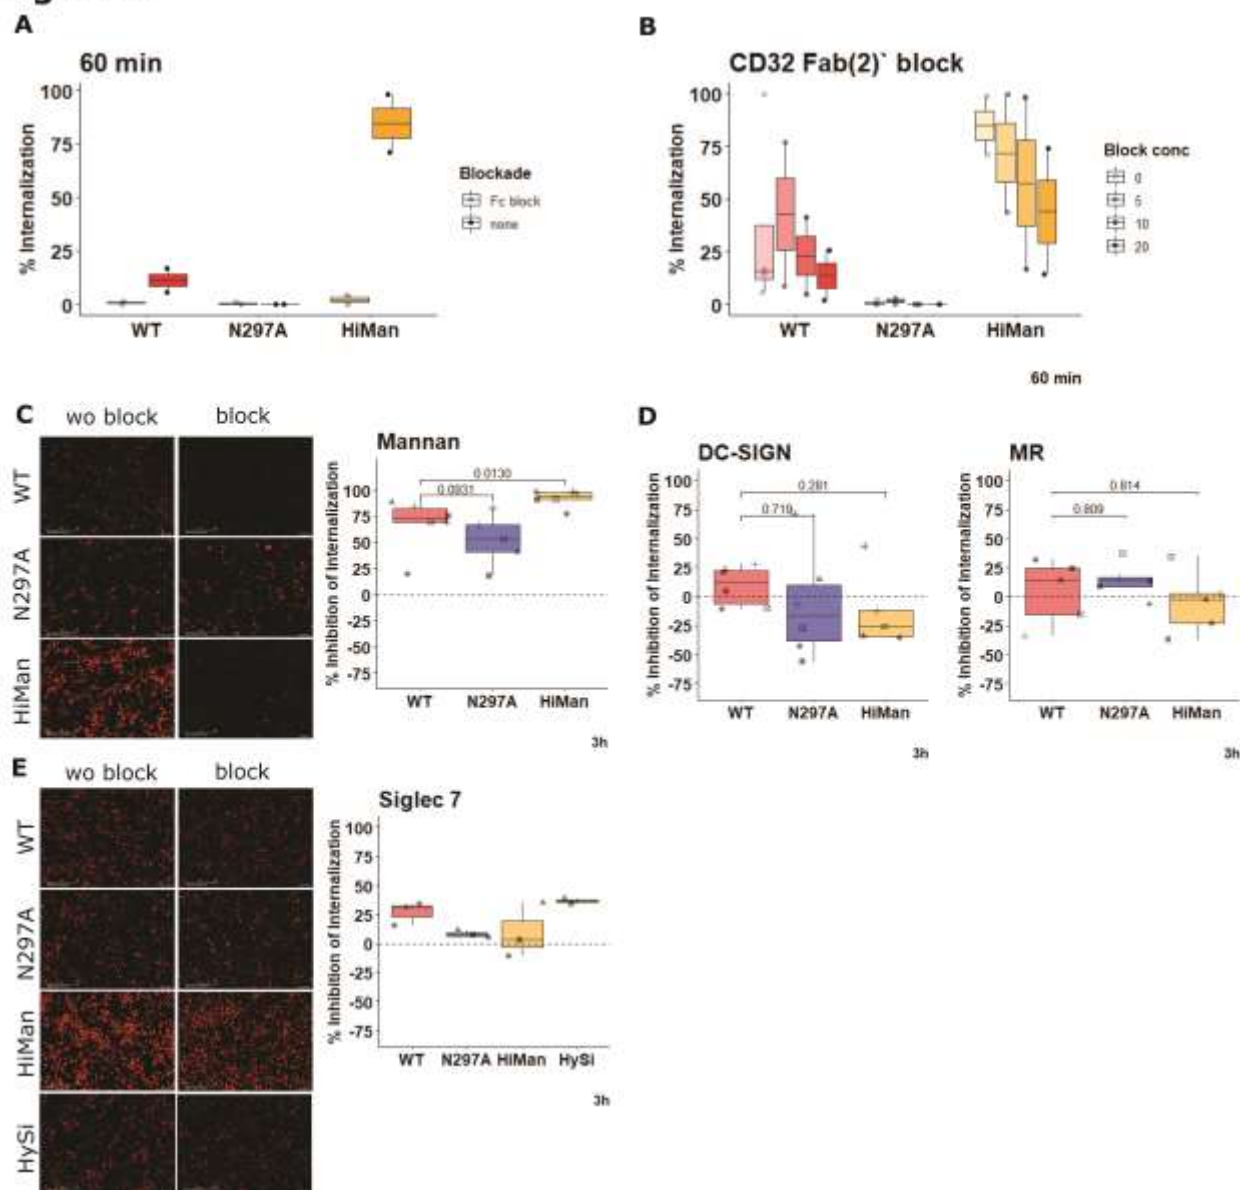 A
60 min
% Internalization
100
75
50
25
0
WT
N297A
HiMan
Blockade
Fc block
none
B
CD32 Fab(2)` block
% Internalization
100
75
50
25
0
WT
N297A
HiMan
Block conc
0
5
10
20
60 min
C
wo block
block
WT
N297A
HiMan
Mannan
% Inhibition of Internalization
100
75
50
25
0
-25
-50
-75
0.0130
0.0931
WT
N297A
HiMan
3h
D
DC-SIGN
% Inhibition of Internalization
100
75
50
25
0
-25
-50
-75
0.281
0.719
WT
N297A
HiMan
3h
MR
% Inhibition of Internalization
100
75
50
25
0
-25
-50
-75
0.814
0.809
WT
N297A
HiMan
3h
E
wo block
block
WT
N297A
HiMan
HySi
Siglec 7
% Inhibition of Internalization
100
75
50
25
0
-25
-50
-75
WT
N297A
HiMan
HySi
3h